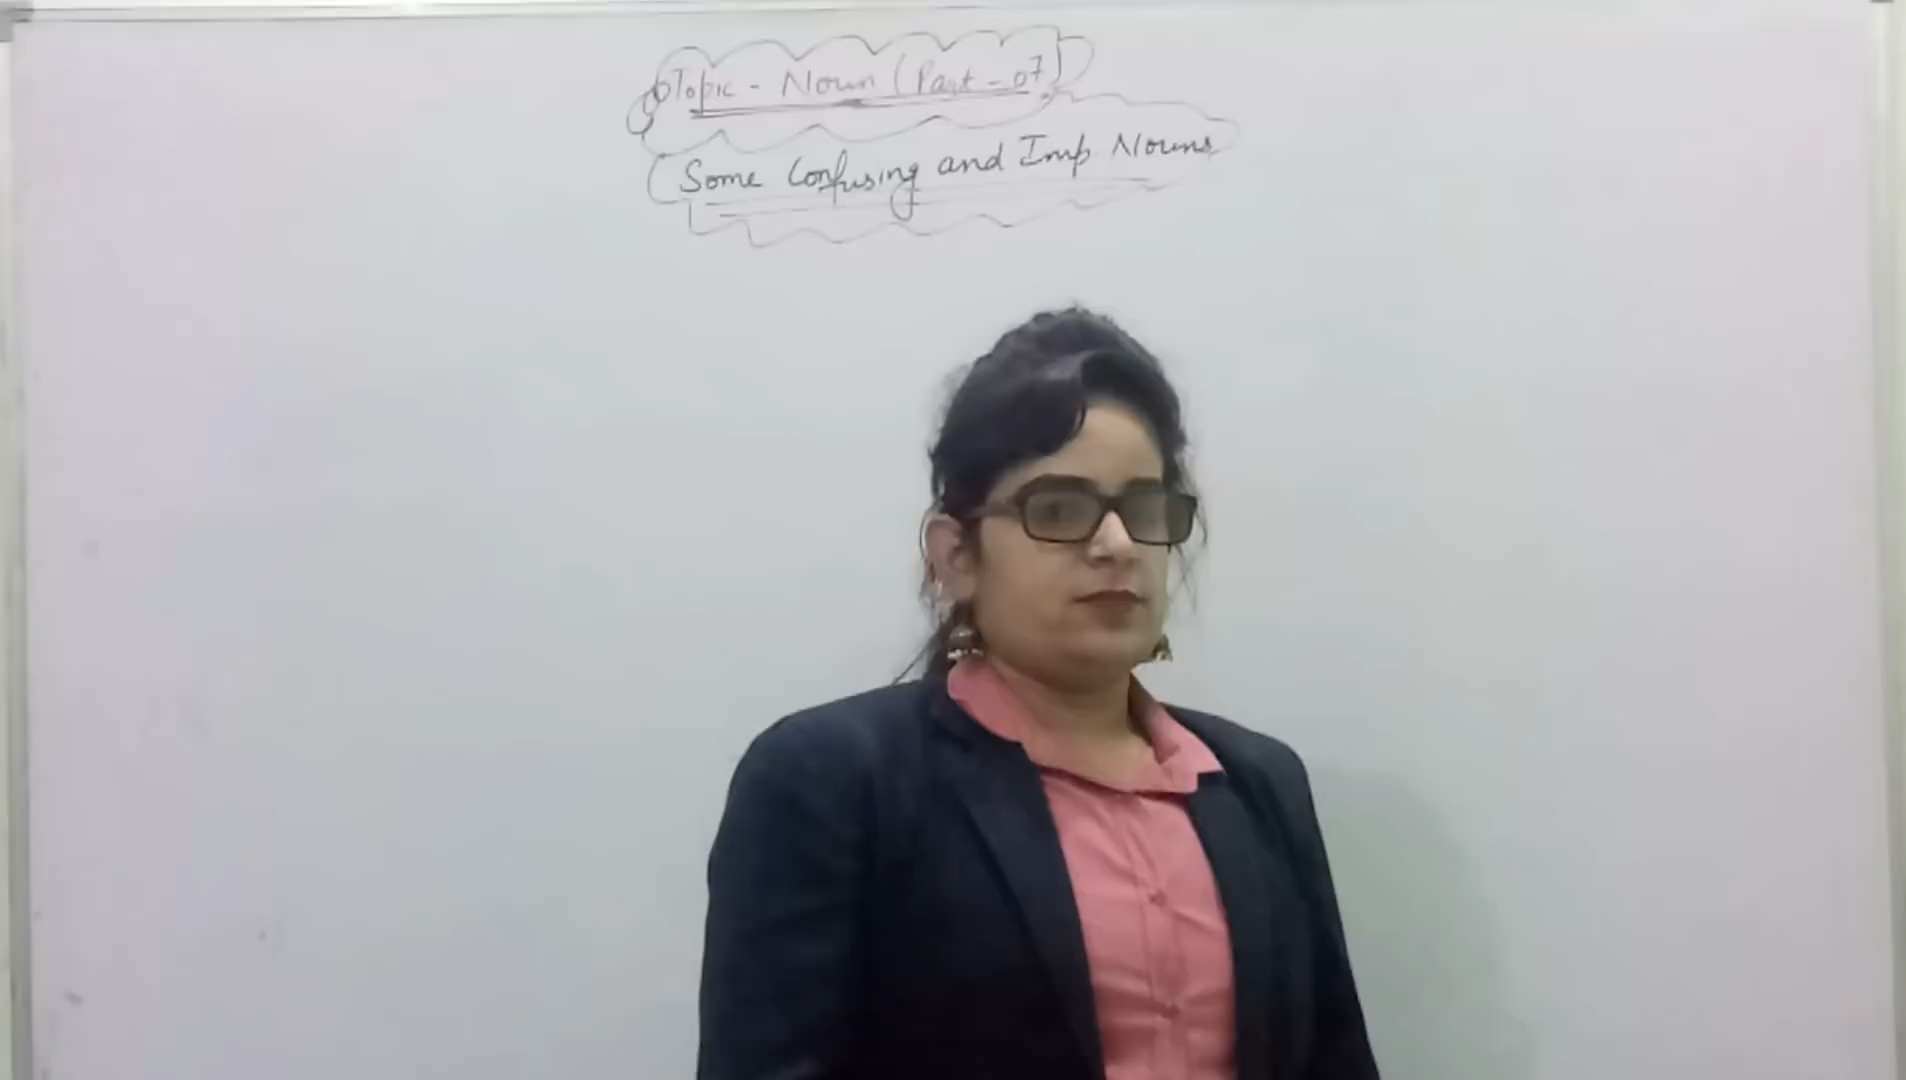 Topic - Noun (Part - 07)
(Some Confusing and Imp Nouns